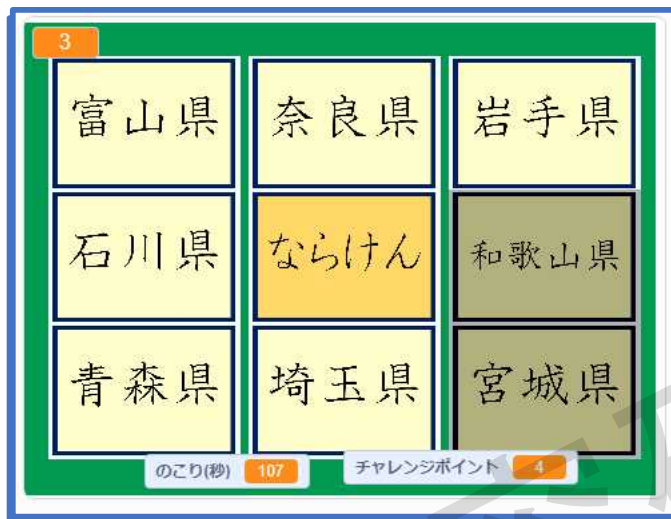 3
富山県 奈良県 岩手県
石川県 ならけん 和歌山県
青森県 埼玉県 宮城県
のこり(秒) 107 チャレンジポイント 4